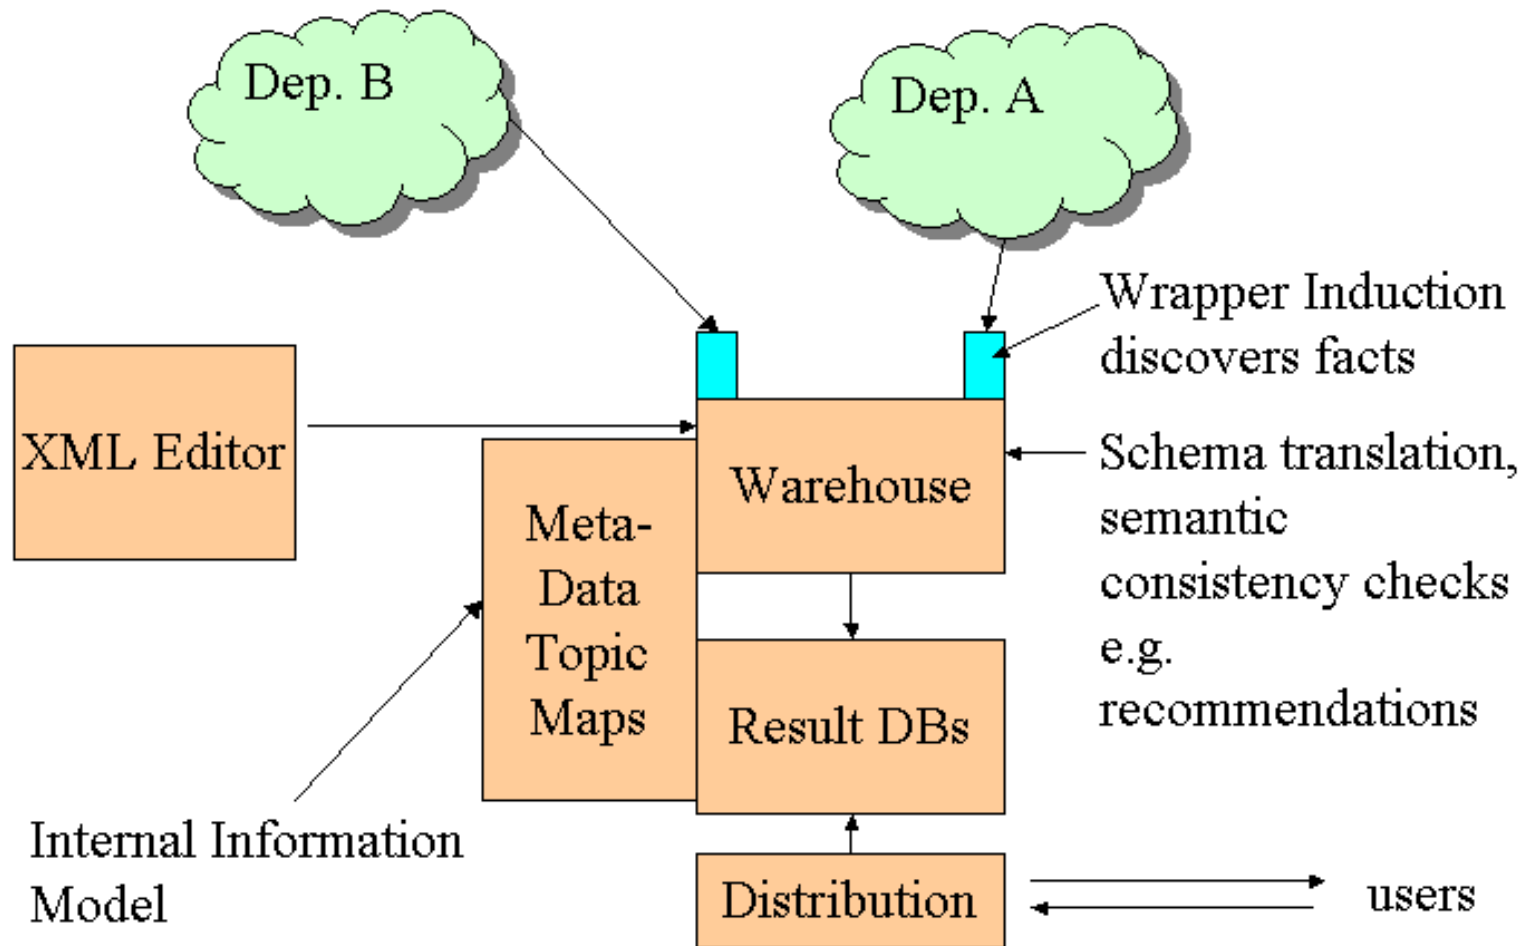 Dep. B
Dep. A
Wrapper Induction
discovers facts
XML Editor
Schema translation,
semantic
consistency checks
e.g.
recommendations
Warehouse
Meta-
Data
Topic
Maps
Result DBs
Internal Information
Model
Distribution
users